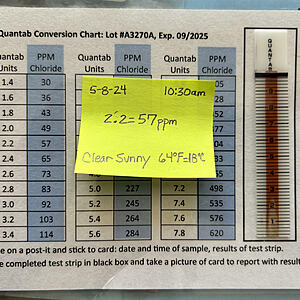 Quantab Conversion Chart: Lot #A3270A, Exp. 09/2025
Quantab Units PPM Chloride Quantab Units PPM Chloride Quantab Units PPM Chloride
1.4 30
1.6 36
1.8 43
2.0 49
2.2 57
2.4 65
2.6 73
2.8 83 5.0 227 7.2 498
3.0 92 5.2 245 7.4 535
3.2 103 5.4 264 7.6 576
3.4 114 5.6 284 7.8 620
5-8-24 10:30am
2.2=57ppm
Clear Sunny 64°F=18°C
QUANTAB
e on a post-it and stick to card: date and time of sample, results of test strip.
e completed test strip in black box and take a picture of card to report with result